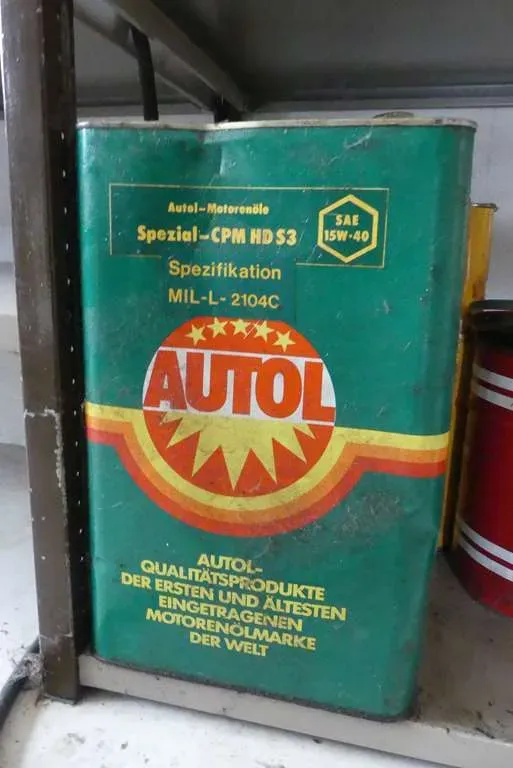 Autol-Motorenöle
Spezial-CPM HD S3
SAE
15W-40
Spezifikation
MIL-L-2104C
AUTOL
AUTOL-
QUALITÄTSPRODUKTE
DER ERSTEN UND ÄLTESTEN
EINGETRAGENEN
MOTORENÖLMARKE
DER WELT